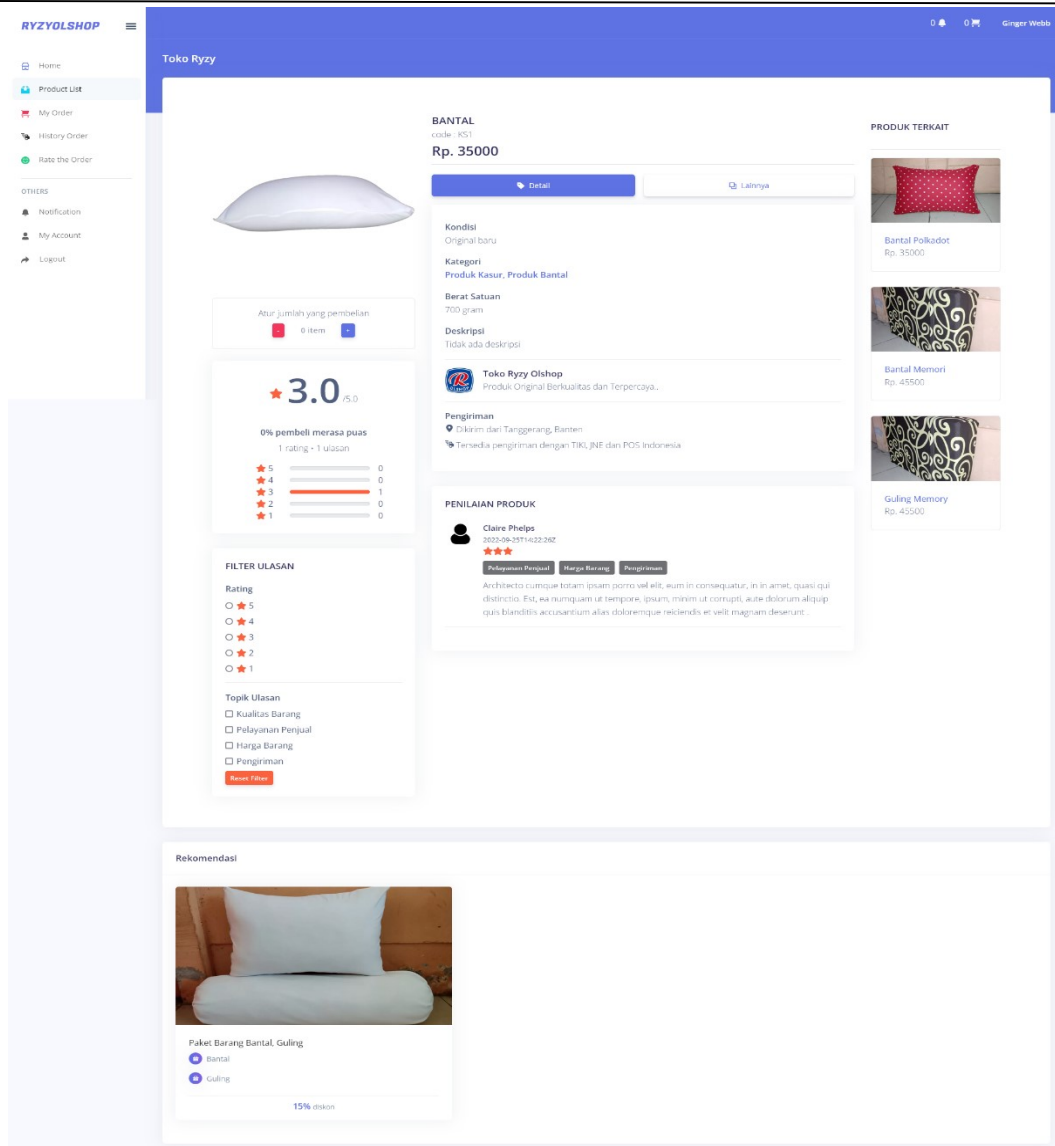 RYZYOLSHOP
0 0 Ginger Webb
Home
Product List
My Order
History Order
Rate the Order
OTHERS
Notification
My Account
Logout
Toko Ryzy
BANTAL
code : KS1
Rp. 35000
Detail
Lainnya
Kondisi
Original baru
Kategori
Produk Kasur, Produk Bantal
Berat Satuan
700 gram
Deskripsi
Tidak ada deskripsi
Toko Ryzy Olshop
Produk Original Berkualitas dan Terpercaya..
Pengiriman
Dikirim dari Tanggerang, Banten
Tersedia pengiriman dengan TIKI, JNE dan POS Indonesia
Atur jumlah yang pembelian
- 0 item +
3.0 /5.0
0% pembeli merasa puas
1 rating • 1 ulasan
5 0
4 0
3 1
2 0
1 0
FILTER ULASAN
Rating
5
4
3
2
1
Topik Ulasan
Kualitas Barang
Pelayanan Penjual
Harga Barang
Pengiriman
Reset Filter
PENILAIAN PRODUK
Claire Phelps
2022-09-25T14:22:26Z
Pelayanan Penjual Harga Barang Pengiriman
Architecto cumque totam ipsam porro vel elit, eum in consequatur, in in amet, quasi qui
distinctio. Est, ea numquam ut tempore, ipsum, minim ut corrupti, aute dolorum aliquip
quis blanditiis accusantium alias doloremque reiciendis et velit magnam deserunt .
PRODUK TERKAIT
Bantal Polkadot
Rp. 35000
Bantal Memori
Rp. 45500
Guling Memory
Rp. 45500
Rekomendasi
Paket Barang Bantal, Guling
Bantal
Guling
15% diskon